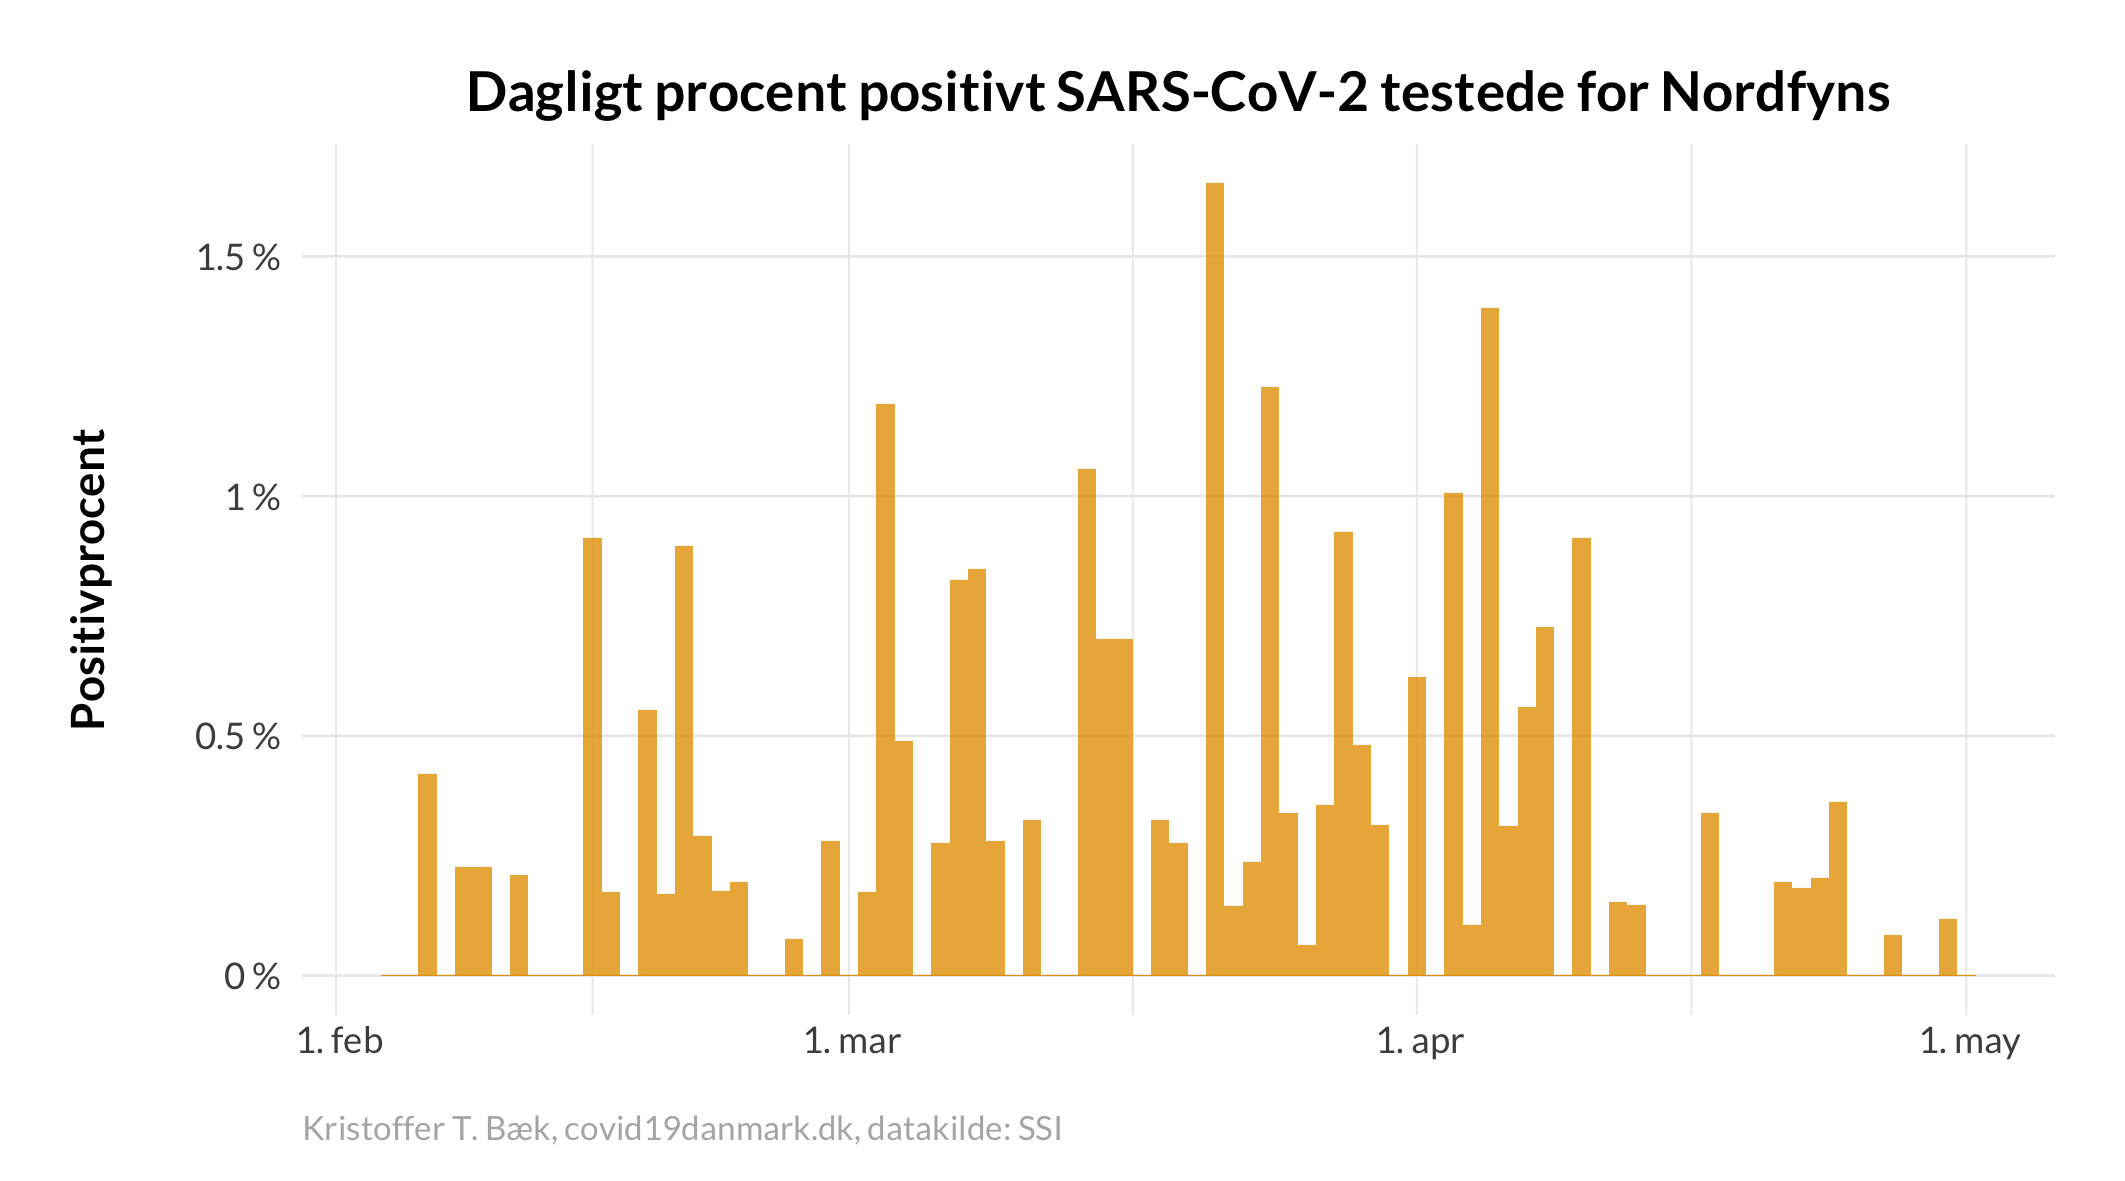 Dagligt procent positivt SARS-CoV-2 testede for Nordfyns
Positivprocent
1.5 %
1 %
0.5 %
0 %
1. feb
1. mar
1. apr
1. may
Kristoffer T. Bæk, covid19danmark.dk, datakilde: SSI